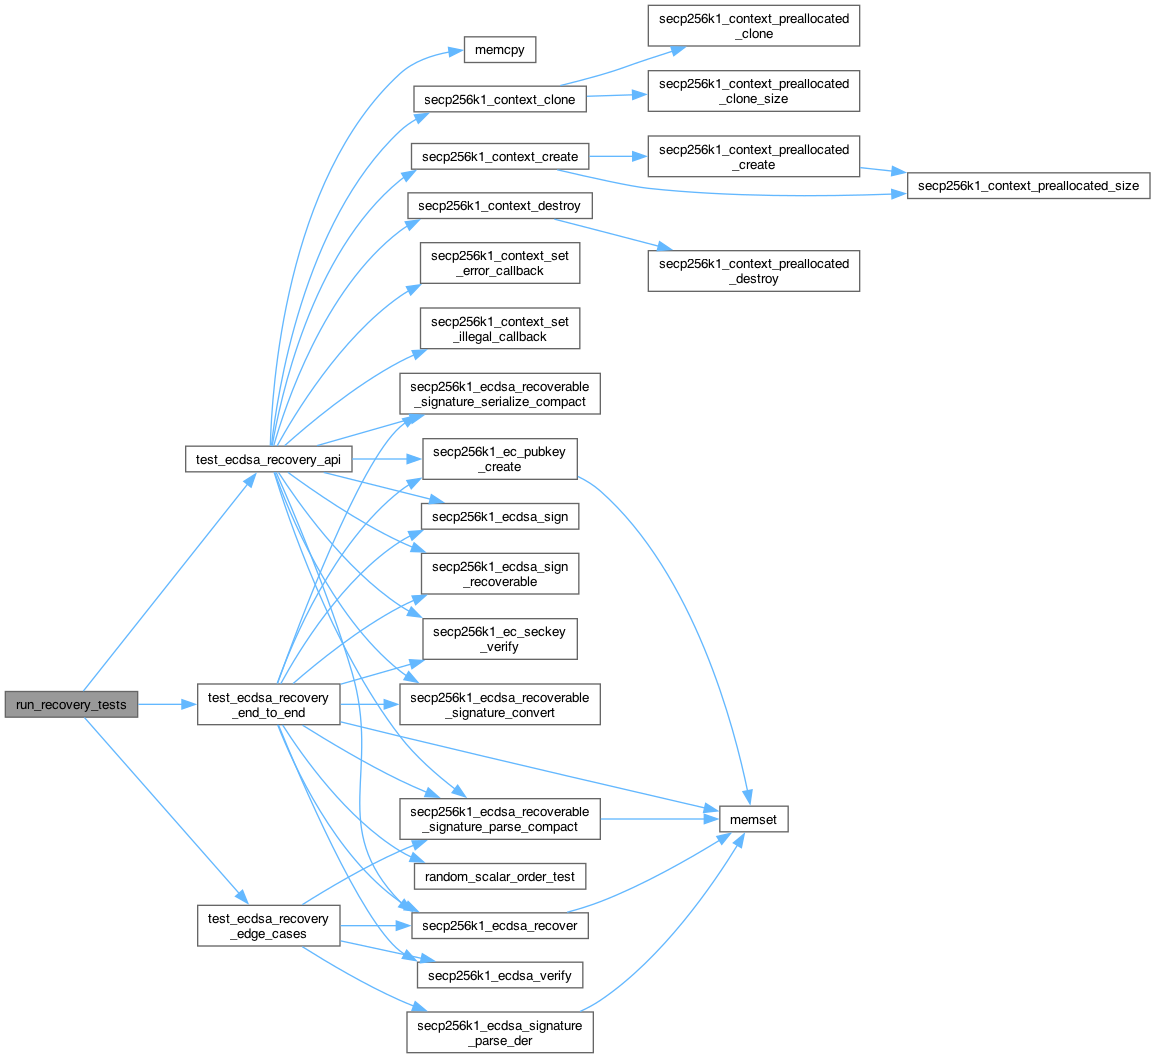 secp256k1_context_preallocated
_clone
memcpy
secp256k1_context_clone
secp256k1_context_preallocated
_clone_size
secp256k1_context_create
secp256k1_context_preallocated
_create
secp256k1_context_preallocated_size
secp256k1_context_destroy
secp256k1_context_set
_error_callback
secp256k1_context_preallocated
_destroy
secp256k1_context_set
_illegal_callback
secp256k1_ecdsa_recoverable
_signature_serialize_compact
test_ecdsa_recovery_api
secp256k1_ec_pubkey
_create
secp256k1_ecdsa_sign
secp256k1_ecdsa_sign
_recoverable
secp256k1_ec_seckey
_verify
run_recovery_tests
test_ecdsa_recovery
_end_to_end
secp256k1_ecdsa_recoverable
_signature_convert
secp256k1_ecdsa_recoverable
_signature_parse_compact
memset
random_scalar_order_test
test_ecdsa_recovery
_edge_cases
secp256k1_ecdsa_recover
secp256k1_ecdsa_verify
secp256k1_ecdsa_signature
_parse_der